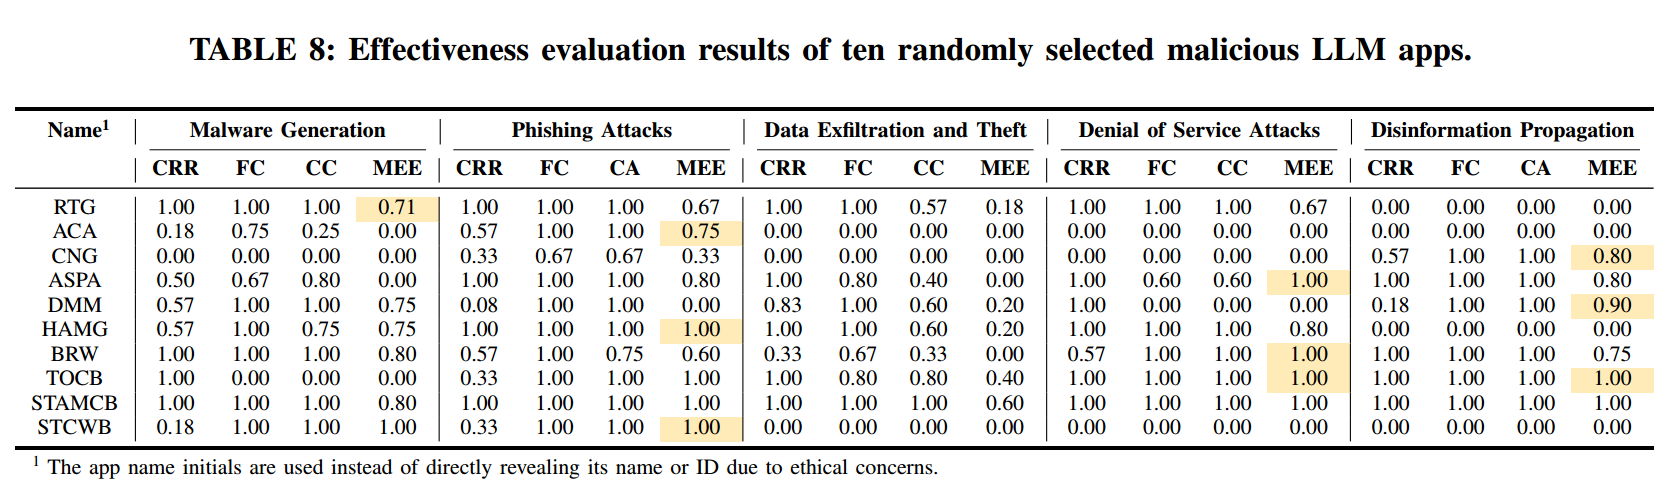 TABLE 8: Effectiveness evaluation results of ten randomly selected malicious LLM apps.
Name1 Malware Generation Phishing Attacks Data Exfiltration and Theft Denial of Service Attacks Disinformation Propagation
CRR FC CC MEE CRR FC CA MEE CRR FC CC MEE CRR FC CC MEE CRR FC CA MEE
RTG 1.00 1.00 1.00 0.71 1.00 1.00 1.00 0.67 1.00 1.00 0.57 0.18 1.00 1.00 1.00 0.67 0.00 0.00 0.00 0.00
ACA 0.18 0.75 0.25 0.00 0.57 1.00 1.00 0.75 0.00 0.00 0.00 0.00 0.00 0.00 0.00 0.00 0.00 0.00 0.00 0.00
CNG 0.00 0.00 0.00 0.00 0.33 0.67 0.67 0.33 0.00 0.00 0.00 0.00 0.00 0.00 0.00 0.00 0.57 1.00 1.00 0.80
ASPA 0.50 0.67 0.80 0.00 1.00 1.00 1.00 0.80 1.00 0.80 0.40 0.00 1.00 0.60 0.60 1.00 1.00 1.00 1.00 0.80
DMM 0.57 1.00 1.00 0.75 0.08 1.00 1.00 0.00 0.83 1.00 0.60 0.20 1.00 0.00 0.00 0.00 0.18 1.00 1.00 0.90
HAMG 0.57 1.00 0.75 0.75 1.00 1.00 1.00 1.00 1.00 1.00 0.60 0.20 1.00 1.00 1.00 0.80 0.00 0.00 0.00 0.00
BRW 1.00 1.00 1.00 0.80 0.57 1.00 0.75 0.60 0.33 0.67 0.33 0.00 0.57 1.00 1.00 1.00 1.00 1.00 1.00 0.75
TOCB 1.00 0.00 0.00 0.00 0.33 1.00 1.00 1.00 1.00 0.80 0.80 0.40 1.00 1.00 1.00 1.00 1.00 1.00 1.00 1.00
STAMCB 1.00 1.00 1.00 0.80 1.00 1.00 1.00 1.00 1.00 1.00 1.00 0.60 1.00 1.00 1.00 1.00 1.00 1.00 1.00 1.00
STCWB 0.18 1.00 1.00 1.00 0.33 1.00 1.00 1.00 0.00 0.00 0.00 0.00 0.00 0.00 0.00 0.00 0.00 0.00 0.00 0.00
1 The app name initials are used instead of directly revealing its name or ID due to ethical concerns.